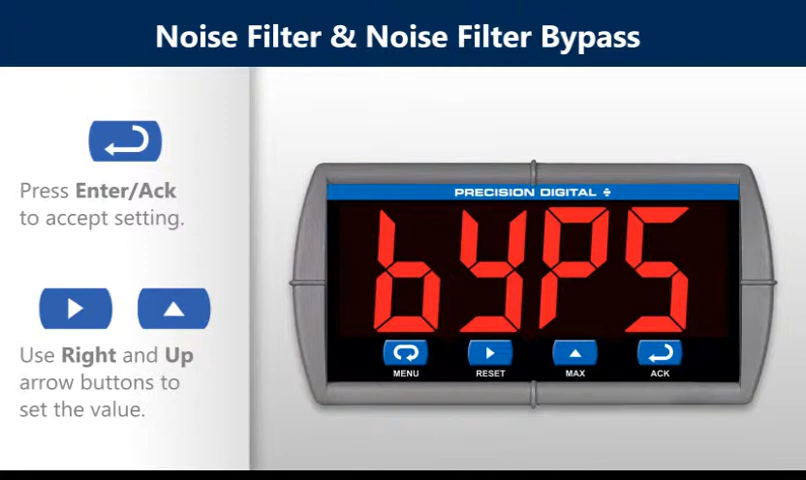 Noise Filter & Noise Filter Bypass
Press Enter/Ack
to accept setting.
Use Right and Up
arrow buttons to
set the value.
PRECISION DIGITAL
byPS
MENU RESET MAX ACK